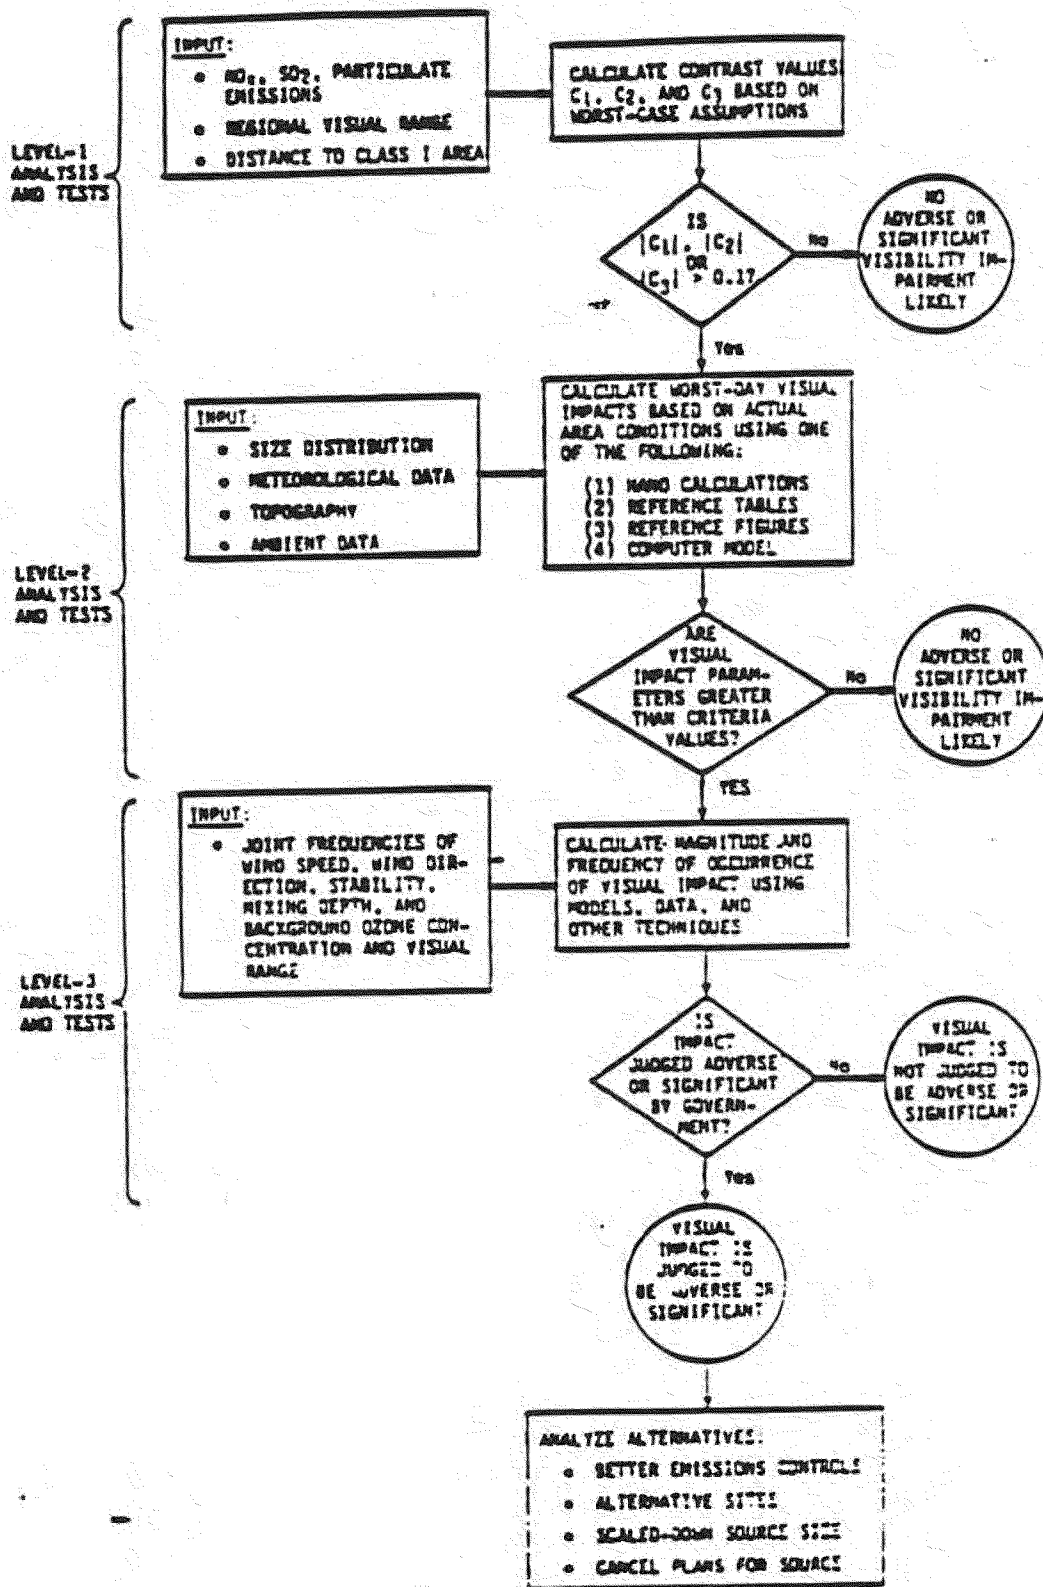 LEVEL-1
ANALYSIS
AND TESTS
INPUT:
• NOx, SO2, PARTICULATE
EMISSIONS
• REGIONAL VISUAL RANGE
• DISTANCE TO CLASS I AREA
CALCULATE CONTRAST VALUES
C1, C2, AND C3 BASED ON
WORST-CASE ASSUMPTIONS
IS
|C1|, |C2|
OR
|C3| > 0.1?
No
NO
ADVERSE OR
SIGNIFICANT
VISIBILITY IM-
PAIRMENT
LIKELY
Yes
LEVEL-2
ANALYSIS
AND TESTS
INPUT:
• SIZE DISTRIBUTION
• METEOROLOGICAL DATA
• TOPOGRAPHY
• AMBIENT DATA
CALCULATE WORST-DAY VISUAL
IMPACTS BASED ON ACTUAL
AREA CONDITIONS USING ONE
OF THE FOLLOWING:
(1) HAND CALCULATIONS
(2) REFERENCE TABLES
(3) REFERENCE FIGURES
(4) COMPUTER MODEL
ARE
VISUAL
IMPACT PARAM-
ETERS GREATER
THAN CRITERIA
VALUES?
No
NO
ADVERSE OR
SIGNIFICANT
VISIBILITY IM-
PAIRMENT
LIKELY
YES
LEVEL-3
ANALYSIS
AND TESTS
INPUT:
• JOINT FREQUENCIES OF
WIND SPEED, WIND DIR-
ECTION, STABILITY,
MIXING DEPTH, AND
BACKGROUND OZONE CON-
CENTRATION AND VISUAL
RANGE
CALCULATE MAGNITUDE AND
FREQUENCY OF OCCURRENCE
OF VISUAL IMPACT USING
MODELS, DATA, AND
OTHER TECHNIQUES
IS
IMPACT
JUDGED ADVERSE
OR SIGNIFICANT
BY GOVERN-
MENT?
No
VISUAL
IMPACT IS
NOT JUDGED TO
BE ADVERSE OR
SIGNIFICANT
Yes
VISUAL
IMPACT IS
JUDGED TO
BE ADVERSE OR
SIGNIFICANT
ANALYZE ALTERNATIVES:
• BETTER EMISSIONS CONTROLS
• ALTERNATIVE SITES
• SCALED-DOWN SOURCE SIZE
• CANCEL PLANS FOR SOURCE